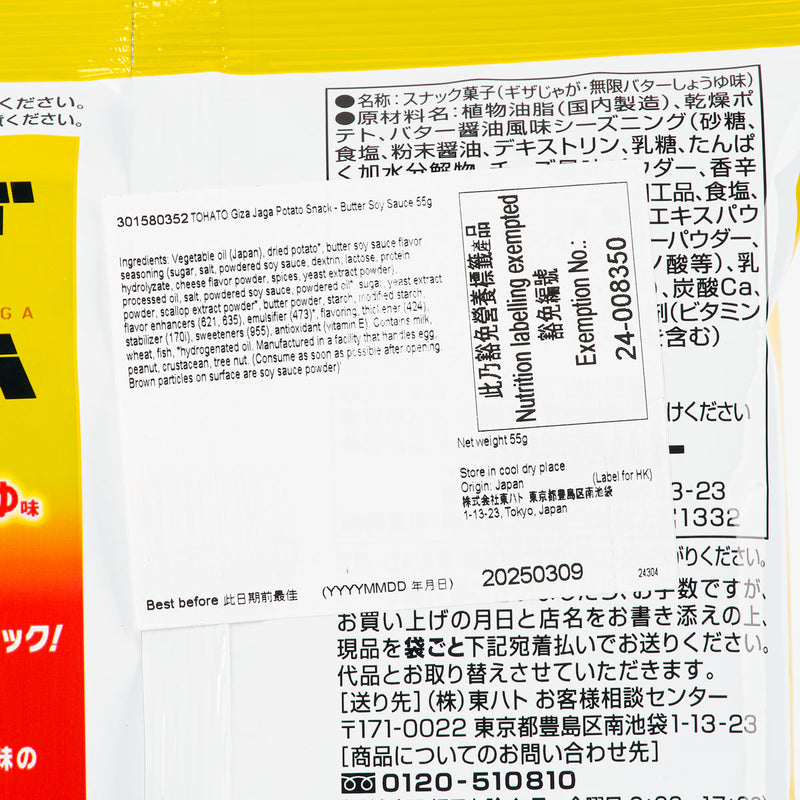 ください。
ください。
GA
ゆ味
ック!
味の
●名称:スナック菓子(ギザじゃが・無限バターしょうゆ味)
●原材料名:植物油脂(国内製造)、乾燥ポ
テト、バター醤油風味シーズニング(砂糖、
食塩、粉末醤油、デキストリン、乳糖、たんぱ
く加水分解物、チーズ風味パウダー、香辛
加工品、食塩、
エキスパウ
ーパウダー、
ノ酸等)、乳
、炭酸Ca、
剤(ビタミン
を含む)
けください
301580352 TOHATO Giza Jaga Potato Snack - Butter Soy Sauce 55g
Ingredients: Vegetable oil (Japan), dried potato*, butter soy sauce flavor
seasoning (sugar, salt, powdered soy sauce, dextrin, lactose, protein
hydrolyzate, cheese flavor powder, spices, yeast extract powder),
processed oil, salt, powdered soy sauce, powdered oil*, sugar, yeast extract
powder, scallop extract powder*, butter powder, starch, modified starch,
flavor enhancers (621, 635), emulsifier (473)*, flavoring, thickener (424),
stabilizer (170i), sweeteners (955), antioxidant (vitamin E). Contains milk,
wheat, fish, *hydrogenated oil. Manufactured in a facility that handles egg,
peanut, crustacean, tree nut. (Consume as soon as possible after opening.
Brown particles on surface are soy sauce powder)
此乃豁免營養標籤產品
Nutrition labelling exempted
豁免編號
Exemption No.:
24-008350
Net weight 55g
Store in cool dry place
Origin: Japan (Label for HK)
株式会社東ハト 東京都豊島区南池袋
1-13-23, Tokyo, Japan
Best before 此日期前最佳 (YYYYMMDD 年月日) 20250309 24304
3-23
1332
がりください。
お手数ですが、
お買い上げの月日と店名をお書き添えの上、
現品を袋ごと下記宛着払いでお送りください。
代品とお取り替えさせていただきます。
[送り先](株)東ハト お客様相談センター
〒171-0022 東京都豊島区南池袋1-13-23
[商品についてのお問い合わせ先]
0120-510810